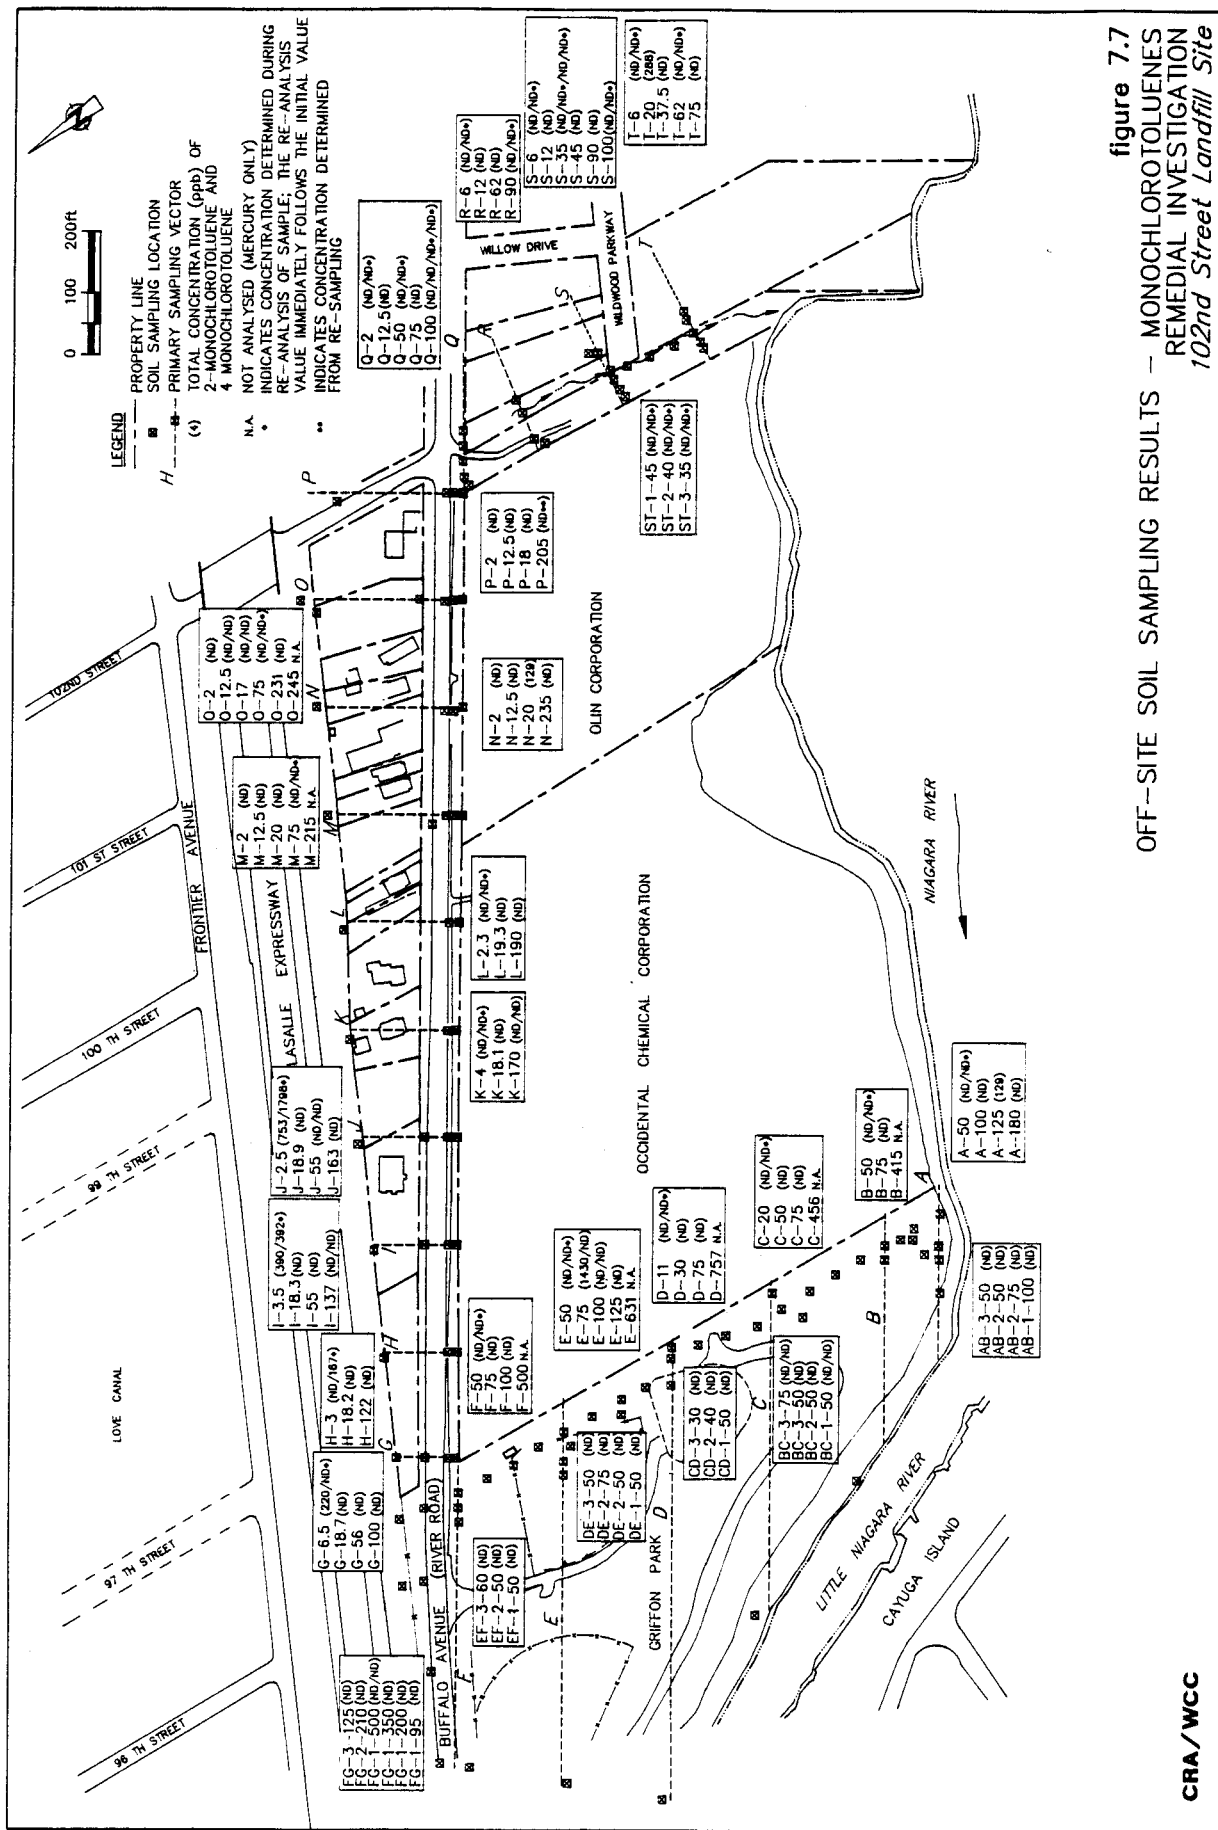 figure 7.7
OFF-SITE SOIL SAMPLING RESULTS - MONOCHLOROTOLUENES
REMEDIAL INVESTIGATION
102nd Street Landfill Site
CRA/WCC
0 100 200ft
LEGEND
PROPERTY LINE
SOIL SAMPLING LOCATION
H PRIMARY SAMPLING VECTOR
(4) TOTAL CONCENTRATION (ppb) OF
2-MONOCHLOROTOLUENE AND
4 MONOCHLOROTOLUENE
N.A. NOT ANALYSED (MERCURY ONLY)
* INDICATES CONCENTRATION DETERMINED DURING
RE-ANALYSIS OF SAMPLE; THE RE-ANALYSIS
VALUE IMMEDIATELY FOLLOWS THE INITIAL VALUE
** INDICATES CONCENTRATION DETERMINED
FROM RE-SAMPLING
96 TH STREET
97 TH STREET
99 TH STREET
100 TH STREET
101 ST STREET
102ND STREET
LOVE CANAL
FRONTIER AVENUE
LASALLE EXPRESSWAY
BUFFALO AVENUE (RIVER ROAD)
WILLOW DRIVE
WILDWOOD PARKWAY
OLIN CORPORATION
OCCIDENTAL CHEMICAL CORPORATION
GRIFFON PARK
NIAGARA RIVER
LITTLE NIAGARA RIVER
CAYUGA ISLAND
FG-3-125 (ND)
FG-2-210 (ND)
FG-1-500 (ND/ND)
FG-1-350 (ND)
FG-1-200 (ND)
FG-1-95 (ND)
G-6.5 (220/ND*)
G-18.7 (ND)
G-56 (ND)
G-100 (ND)
H-3 (ND/187*)
H-18.2 (ND)
H-122 (ND)
I-3.5 (390/392*)
I-18.3 (ND)
I-55 (ND)
I-137 (ND/ND)
J-2.5 (753/1798*)
J-18.9 (ND)
J-55 (ND/ND)
J-163 (ND)
K-4 (ND/ND*)
K-18.1 (ND)
K-170 (ND/ND)
L-2.3 (ND/ND*)
L-19.3 (ND)
L-190 (ND)
M-2 (ND)
M-12.5 (ND)
M-20 (ND)
M-75 (ND/ND*)
M-215 N.A.
N-2 (ND)
N-12.5 (ND)
N-20 (129)
N-235 (ND)
O-2 (ND)
O-12.5 (ND/ND)
O-17 (ND/ND)
O-75 (ND/ND*)
O-231 (ND)
O-245 N.A.
P-2 (ND)
P-12.5 (ND)
P-18 (ND)
P-205 (ND**)
Q-2 (ND/ND*)
Q-12.5 (ND)
Q-50 (ND/ND*)
Q-75 (ND)
Q-100 (ND/ND/ND*/ND*)
R-6 (ND/ND*)
R-12 (ND)
R-62 (ND)
R-90 (ND/ND*)
S-6 (ND/ND*)
S-12 (ND)
S-35 (ND/ND*/ND/ND*)
S-45 (ND)
S-90 (ND)
S-100 (ND/ND*)
T-6 (ND/ND*)
T-20 (288)
T-37.5 (ND)
T-62 (ND/ND*)
T-75 (ND)
ST-1-45 (ND/ND*)
ST-2-40 (ND/ND*)
ST-3-35 (ND/ND*)
F-50 (ND/ND*)
F-75 (ND)
F-100 (ND)
F-500 N.A.
E-50 (ND/ND*)
E-75 (1430/ND)
E-100 (ND/ND)
E-125 (ND)
E-631 N.A.
D-11 (ND/ND*)
D-30 (ND)
D-75 (ND)
D-757 N.A.
C-20 (ND/ND*)
C-50 (ND)
C-75 (ND)
C-456 N.A.
B-50 (ND/ND*)
B-75 (ND)
B-415 N.A.
A-50 (ND/ND*)
A-100 (ND)
A-125 (129)
A-180 (ND)
EF-3-60 (ND)
EF-2-50 (ND)
EF-1-50 (ND)
DE-3-50 (ND)
DE-2-75 (ND)
DE-2-50 (ND)
DE-1-50 (ND)
CD-3-30 (ND)
CD-2-40 (ND)
CD-1-50 (ND)
BC-3-75 (ND/ND)
BC-3-50 (ND)
BC-2-50 (ND)
BC-1-50 (ND/ND)
AB-3-50 (ND)
AB-2-50 (ND)
AB-2-75 (ND)
AB-1-100 (ND)
A
B
C
D
E
F
G
H
I
J
K
L
M
N
O
P
Q
R
S
T